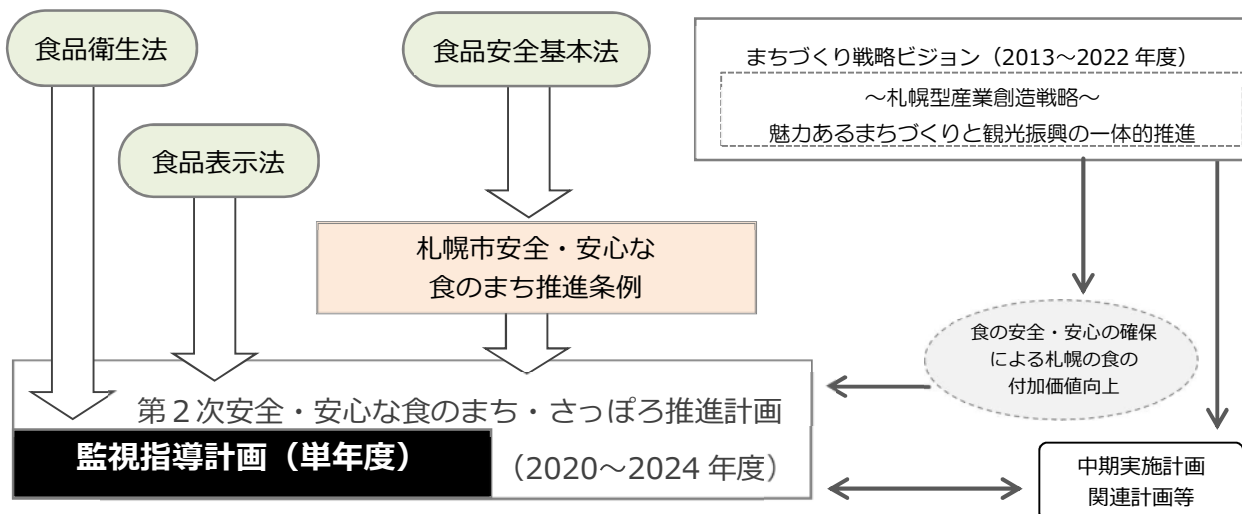 食品衛生法
食品安全基本法
まちづくり戦略ビジョン（2013～2022 年度）
～札幌型産業創造戦略～
魅力あるまちづくりと観光振興の一体的推進
食品表示法
札幌市安全・安心な
食のまち推進条例
食の安全・安心の確保
による札幌の食の
付加価値向上
第２次安全・安心な食のまち・さっぽろ推進計画
監視指導計画（単年度）
（2020～2024 年度）
中期実施計画
関連計画等